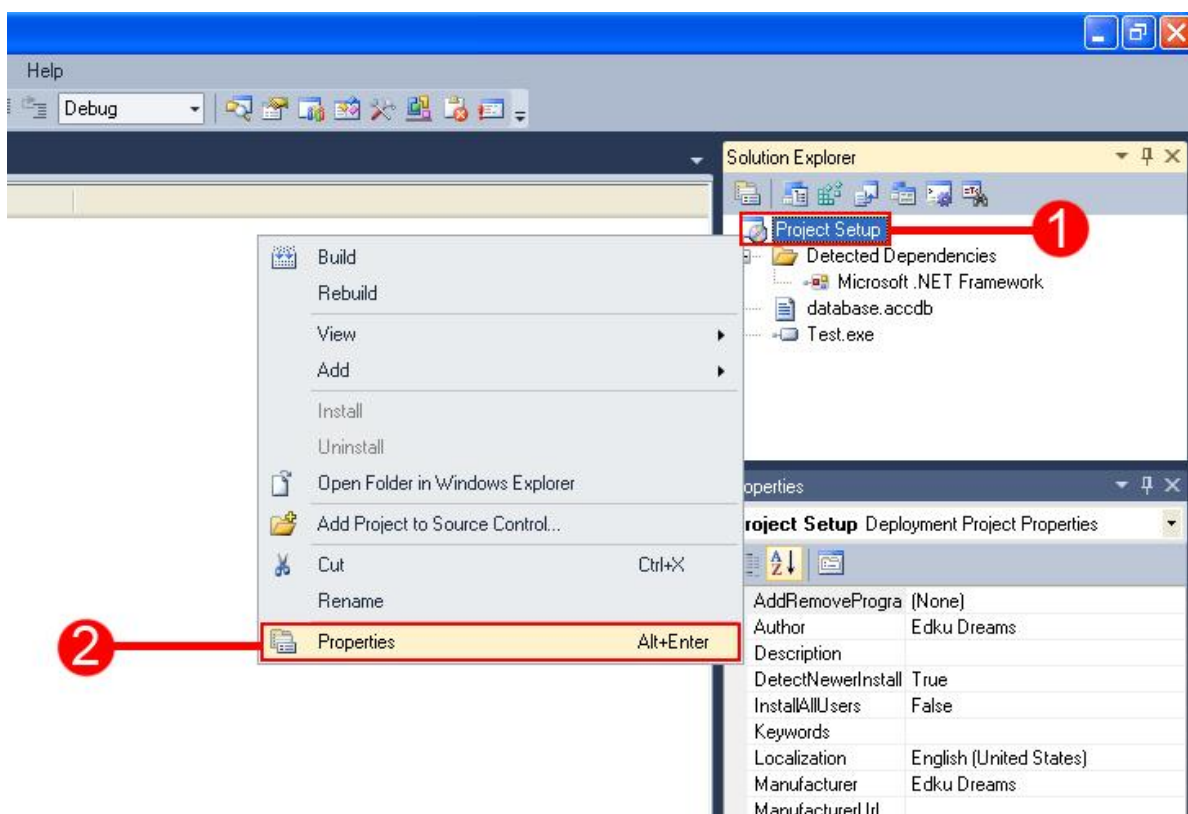 Help
Debug
Solution Explorer
Project Setup
1
Detected Dependencies
Microsoft .NET Framework
database.accdb
Test.exe
Build
Rebuild
View
Add
Install
Uninstall
Open Folder in Windows Explorer
Add Project to Source Control...
Cut Ctrl+X
Rename
2
Properties Alt+Enter
operties
roject Setup Deployment Project Properties
AddRemoveProgra (None)
Author Edku Dreams
Description
DetectNewerInstall True
InstallAllUsers False
Keywords
Localization English (United States)
Manufacturer Edku Dreams
ManufacturerUrl